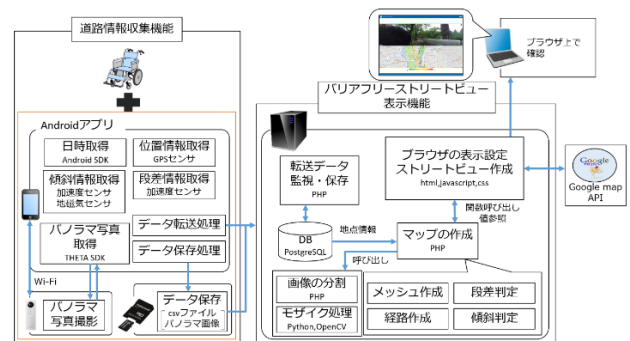 道路情報収集機能
Androidアプリ
日時取得
Android SDK
位置情報取得
GPSセンサ
傾斜情報取得
加速度センサ
地磁気センサ
段差情報取得
加速度センサ
パノラマ写真
取得
THETA SDK
データ転送処理
データ保存処理
Wi-Fi
パノラマ
写真撮影
データ保存
csvファイル
パノラマ画像
ブラウザ上で
確認
バリアフリーストリートビュー
表示機能
転送データ
監視・保存
PHP
ブラウザの表示設定
ストリートビュー作成
html,javascript,css
Google
Google map
API
関数呼び出し
値参照
DB
PostgreSQL
地点情報
マップの作成
PHP
呼び出し
画像の分割
PHP
モザイク処理
Python,OpenCV
メッシュ作成
段差判定
経路作成
傾斜判定